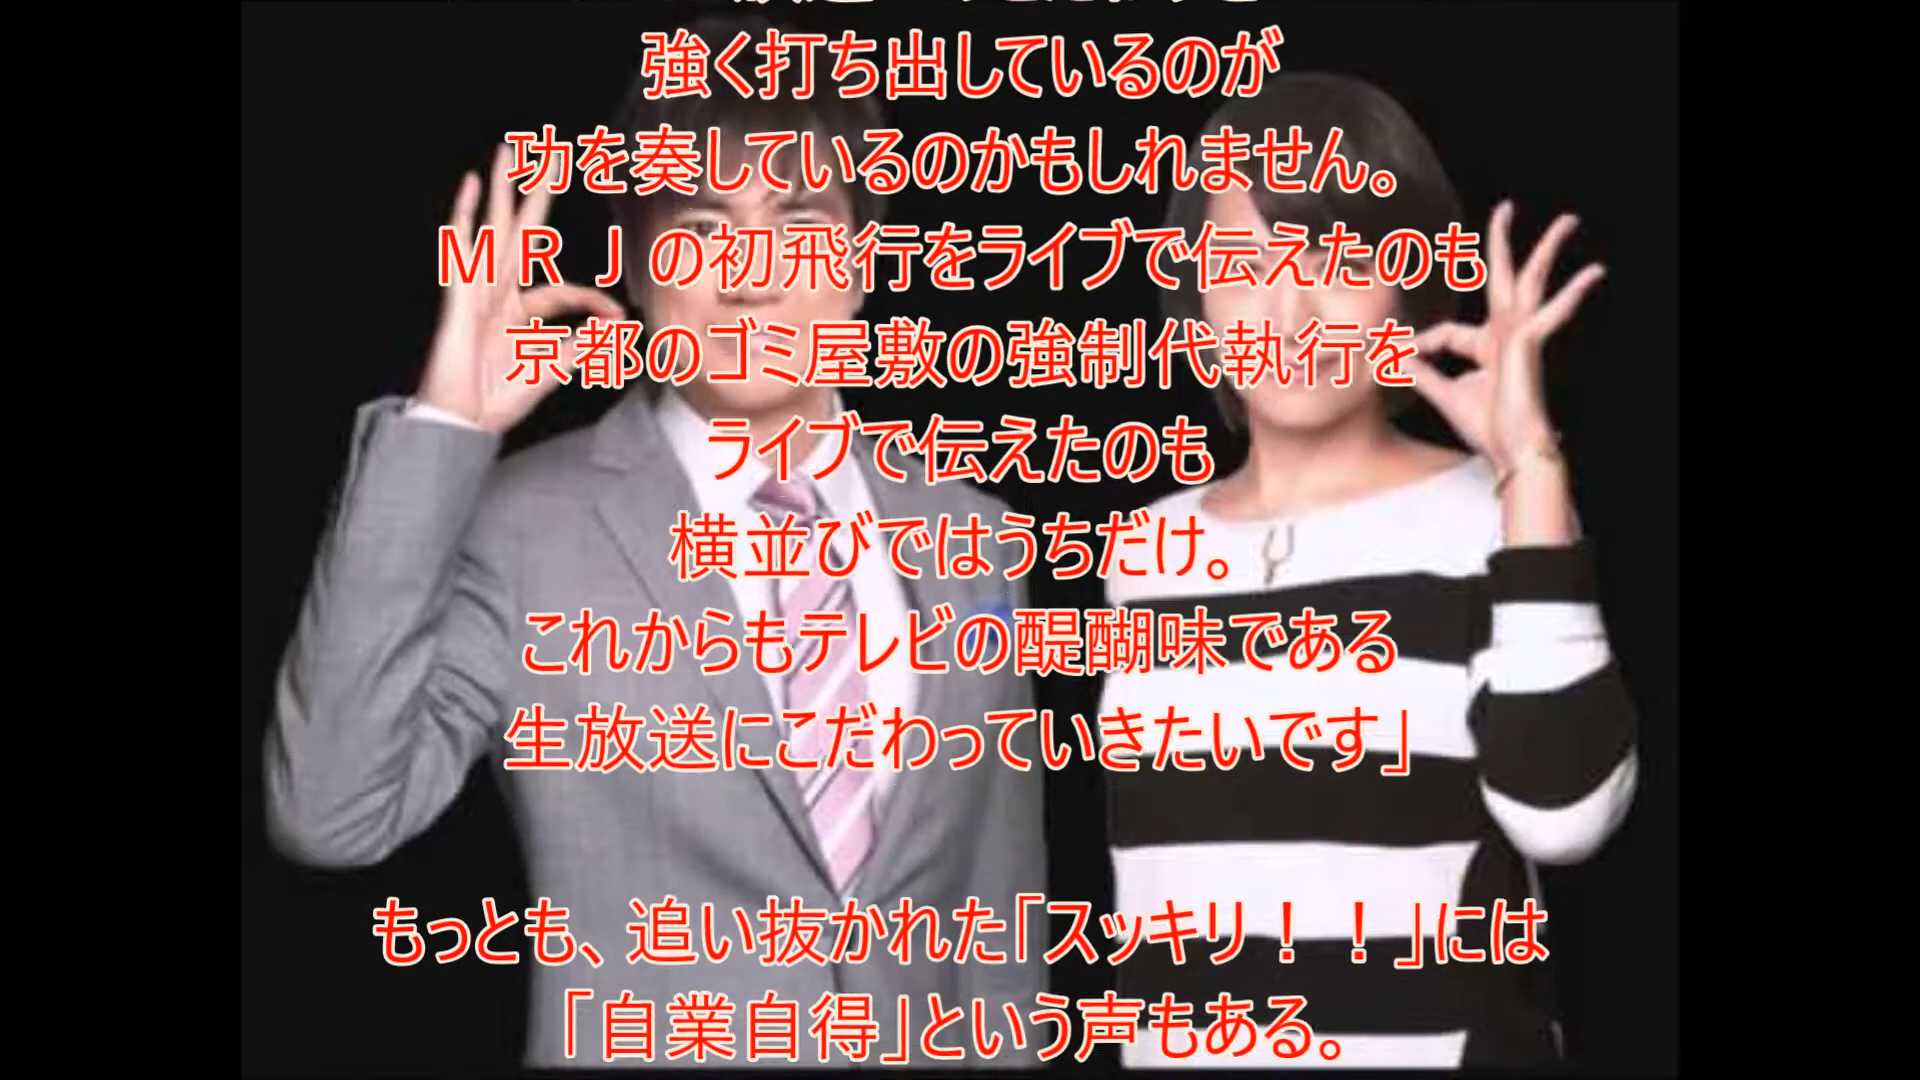 強く打ち出しているのが
功を奏しているのかもしれません。
ＭＲＪの初飛行をライブで伝えたのも
京都のゴミ屋敷の強制代執行を
ライブで伝えたのも
横並びではうちだけ。
これからもテレビの醍醐味である
生放送にこだわっていきたいです」
もっとも、追い抜かれた「スッキリ！！」には
「自業自得」という声もある。